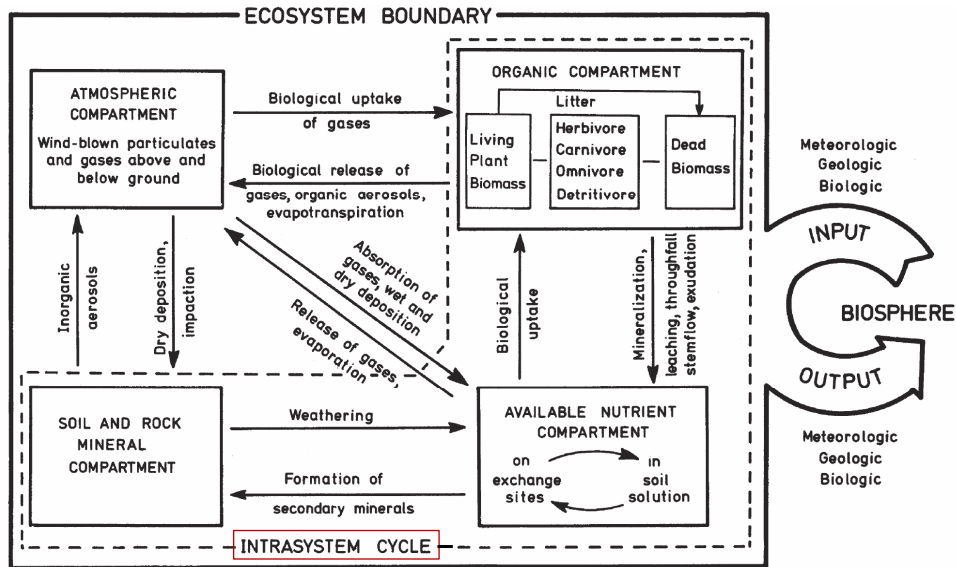 ECOSYSTEM BOUNDARY
ATMOSPHERIC
COMPARTMENT
Wind-blown particulates
and gases above and
below ground
Biological uptake
of gases
Biological release of
gases, organic aerosols,
evapotranspiration
ORGANIC COMPARTMENT
Litter
Living
Plant
Biomass
Herbivore
Carnivore
Omnivore
Detritivore
Dead
Biomass
Meteorologic
Geologic
Biologic
INPUT
BIOSPHERE
OUTPUT
Meteorologic
Geologic
Biologic
Inorganic
aerosols
Dry deposition,
impaction
Absorption of
gases, wet and
dry deposition
Release of gases,
evaporation
Biological
uptake
Mineralization,
leaching, throughfall
stemflow, exudation
SOIL AND ROCK
MINERAL
COMPARTMENT
Weathering
Formation of
secondary minerals
AVAILABLE NUTRIENT
COMPARTMENT
on
exchange
sites
in
soil
solution
INTRASYSTEM CYCLE